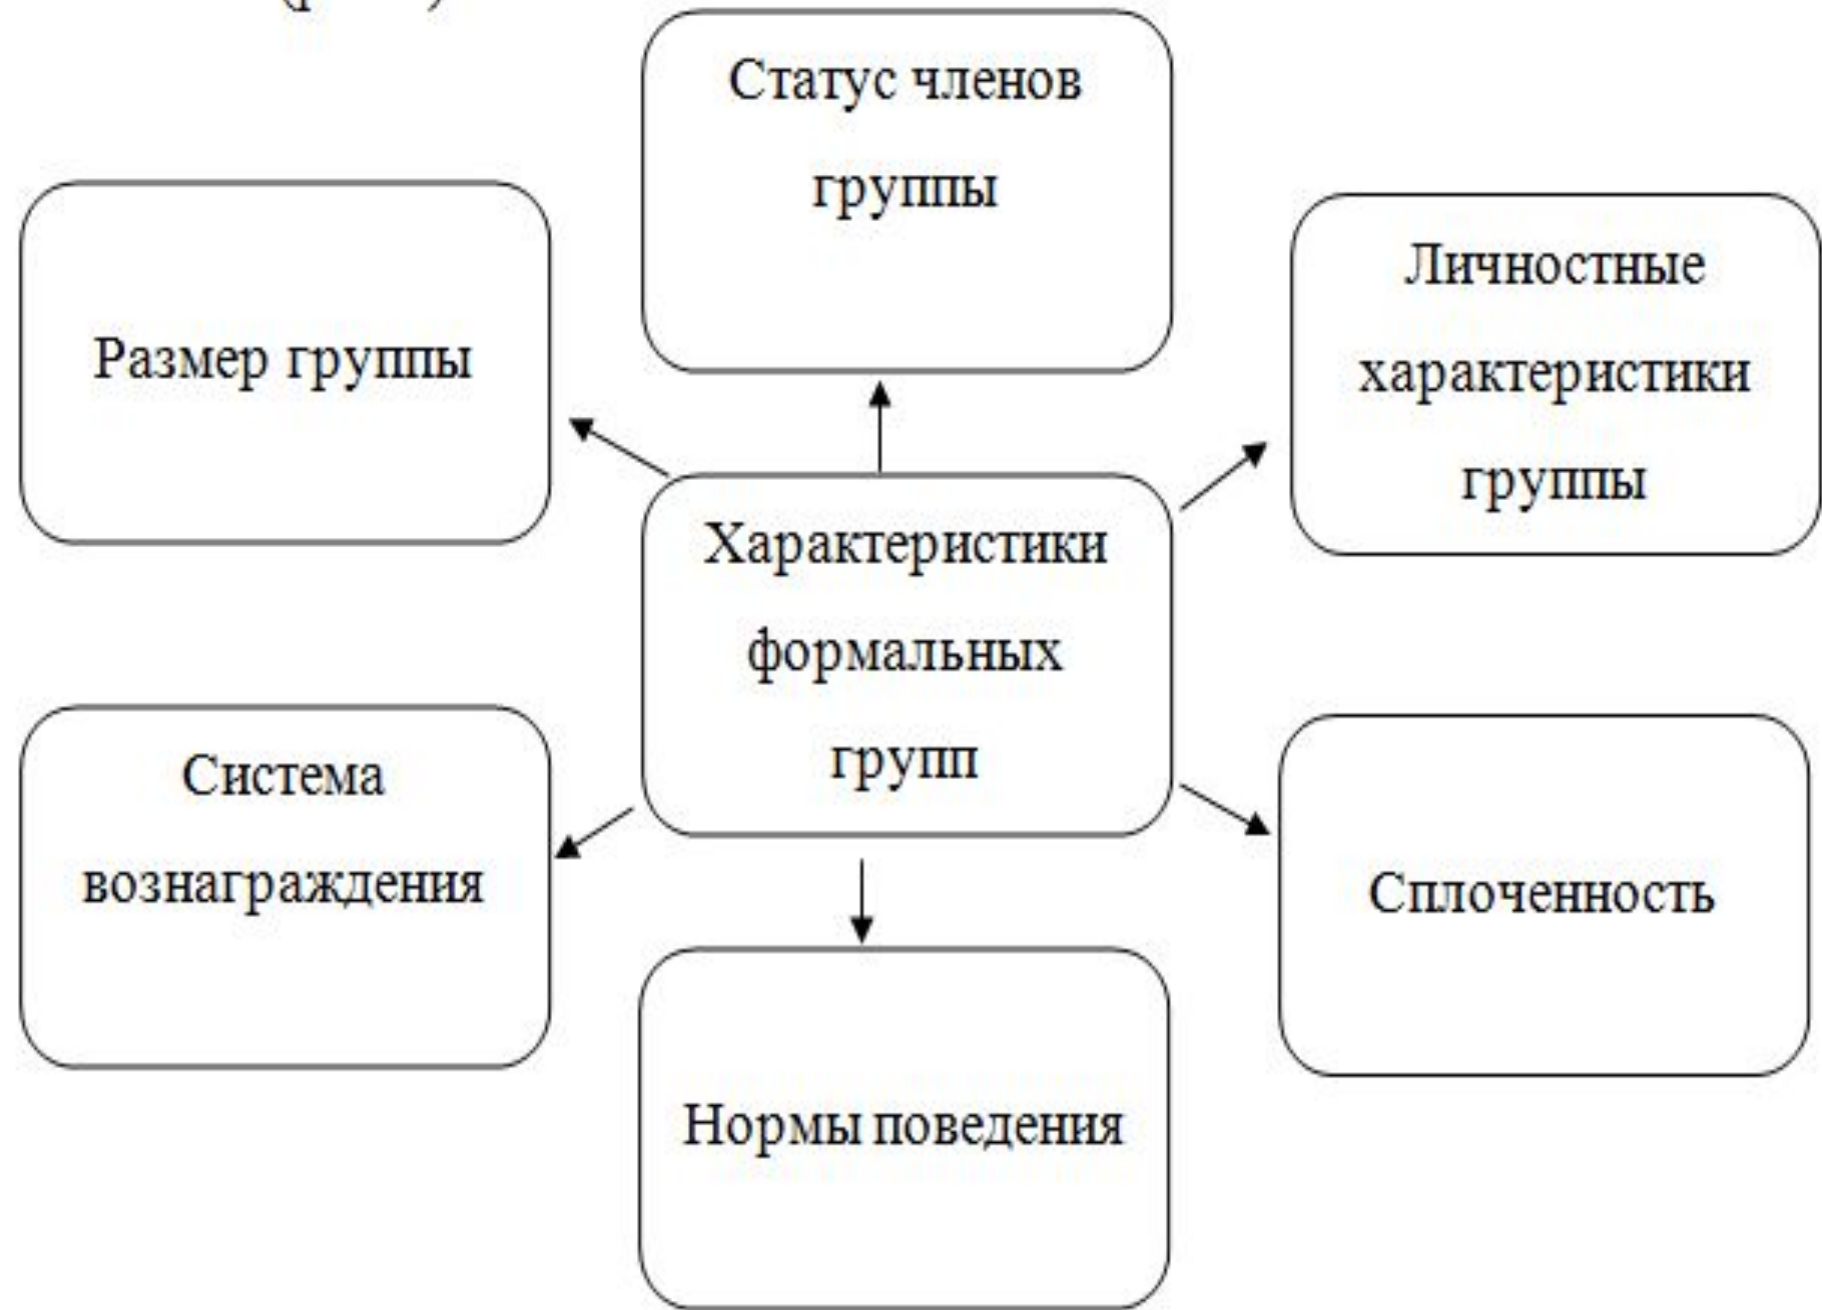 Статус членов
группы
Размер группы
Личностные
характеристики
группы
Характеристики
формальных
групп
Система
вознаграждения
Сплоченность
Нормы поведения